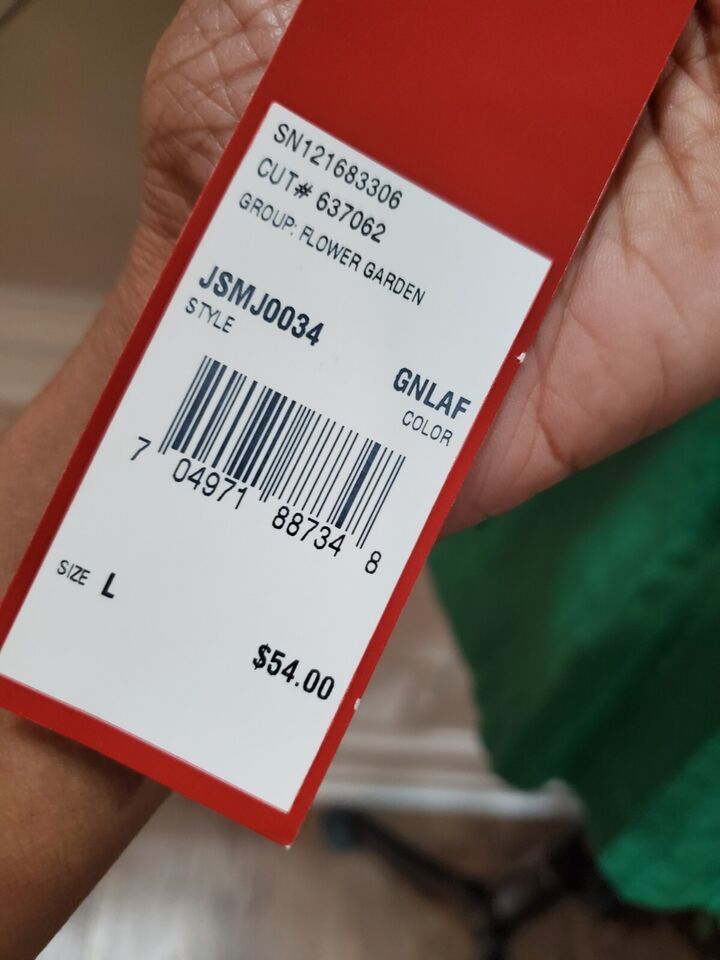 SN121683306
CUT# 637062
GROUP: FLOWER GARDEN
JSMJ0034
STYLE
GNLAF
COLOR
7 04971 88734 8
SIZE L
$54.00